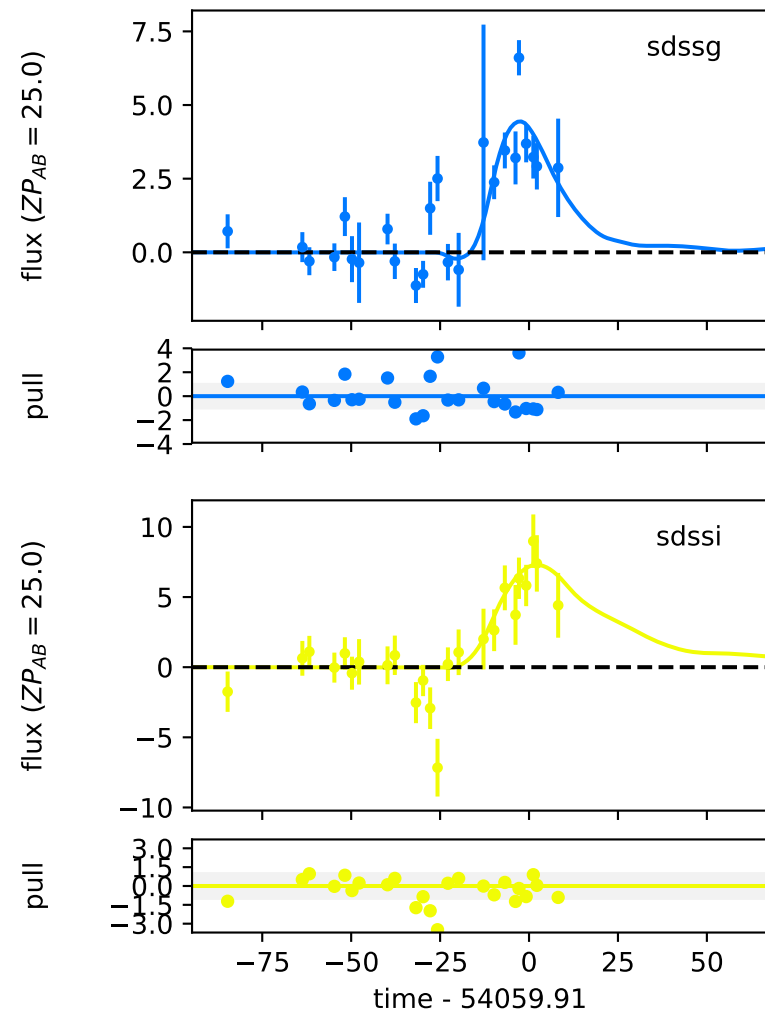 7.5
sdssg
5.0
2.5
0.0
flux (ZP_AB = 25.0)
4
2
0
−2
−4
pull
10
sdssi
5
0
−5
−10
flux (ZP_AB = 25.0)
3.0
1.5
0.0
−1.5
−3.0
pull
−75 −50 −25 0 25 50
time - 54059.91